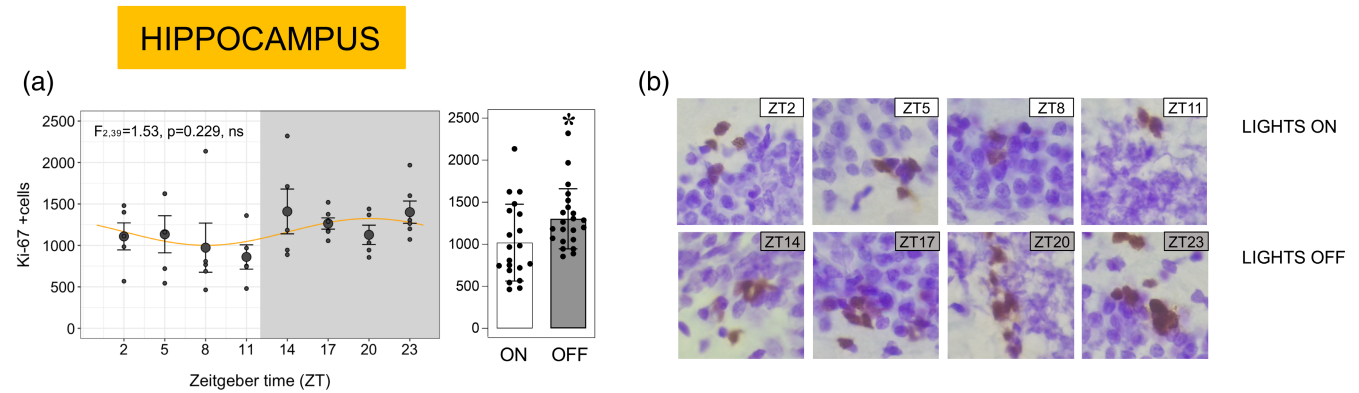 HIPPOCAMPUS
(a)
Ki-67 +cells
2500
2000
1500
1000
500
0
F2,39=1.53, p=0.229, ns
2 5 8 11 14 17 20 23
Zeitgeber time (ZT)
2500
2000
1500
1000
500
0
*
ON OFF
(b)
ZT2 ZT5 ZT8 ZT11
LIGHTS ON
ZT14 ZT17 ZT20 ZT23
LIGHTS OFF